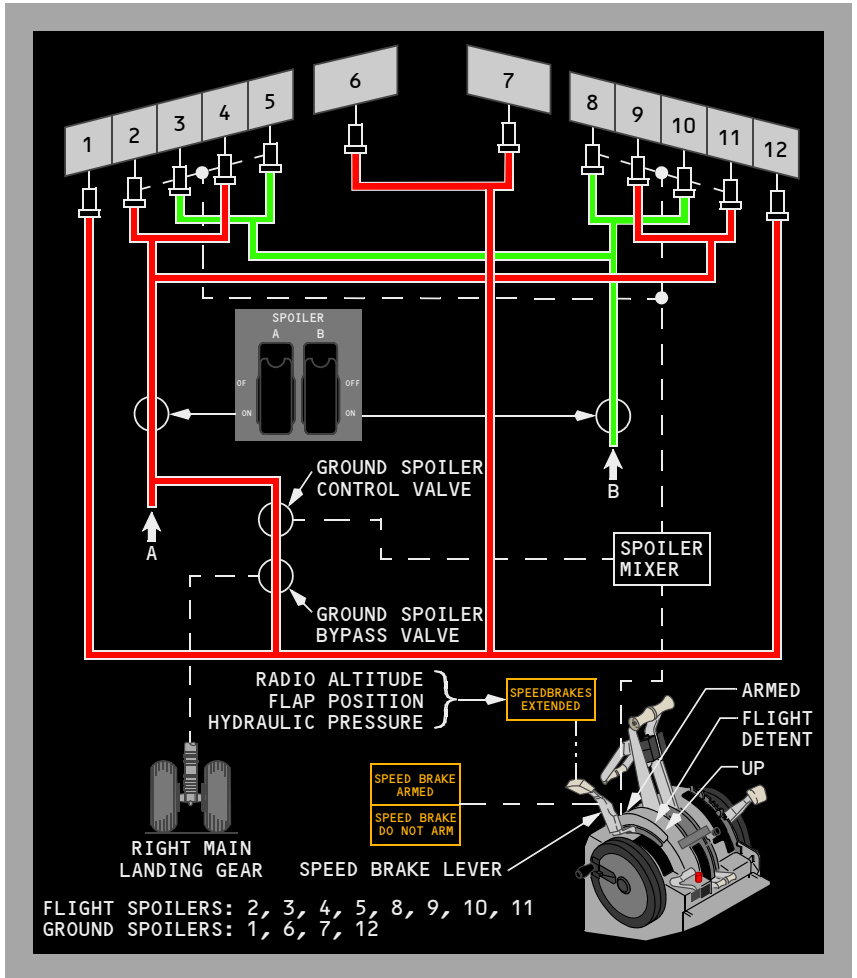 1 2 3 4 5 6 7 8 9 10 11 12
SPOILER
A B
OF OFF
ON ON
GROUND SPOILER
CONTROL VALVE
A
B
SPOILER
MIXER
GROUND SPOILER
BYPASS VALVE
RADIO ALTITUDE
FLAP POSITION
HYDRAULIC PRESSURE
SPEEDBRAKES
EXTENDED
ARMED
FLIGHT
DETENT
UP
SPEED BRAKE
ARMED
SPEED BRAKE
DO NOT ARM
RIGHT MAIN
LANDING GEAR
SPEED BRAKE LEVER
FLIGHT SPOILERS: 2, 3, 4, 5, 8, 9, 10, 11
GROUND SPOILERS: 1, 6, 7, 12